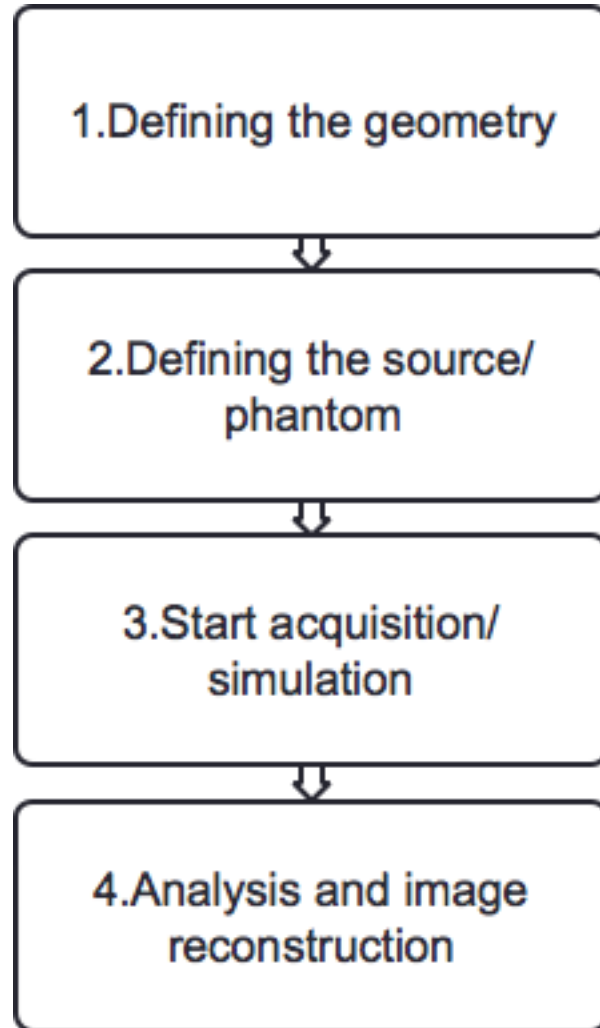 1.Defining the geometry
2.Defining the source/
phantom
3.Start acquisition/
simulation
4.Analysis and image
reconstruction